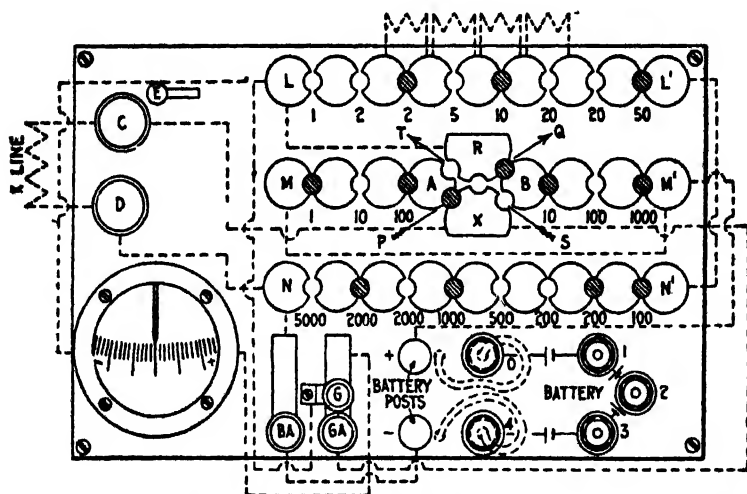 L L'
1 2 2 5 10 20 20 50
E
C
T R Q
X LINE
D
M A B M'
1 10 100 10 100 1000
X
P S
N N'
5000 2000 2000 1000 500 200 200 100
- +
+ 0 1
BATTERY POSTS
BATTERY 2
G
- 4 3
BA GA